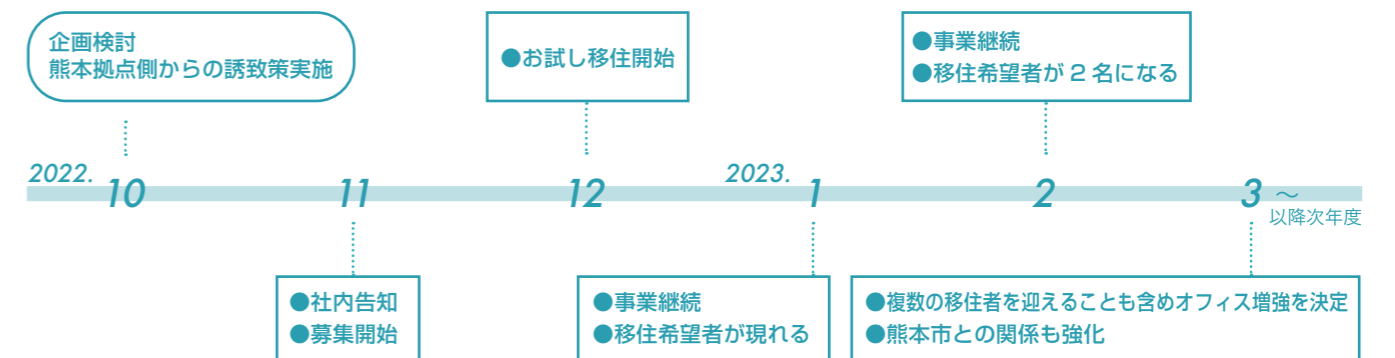 企画検討
熊本拠点側からの誘致策実施
●お試し移住開始
●事業継続
●移住希望者が2名になる
2022.
10
11
12
2023.
1
2
3 ～
以降次年度
●社内告知
●募集開始
●事業継続
●移住希望者が現れる
●複数の移住者を迎えることも含めオフィス増強を決定
●熊本市との関係も強化